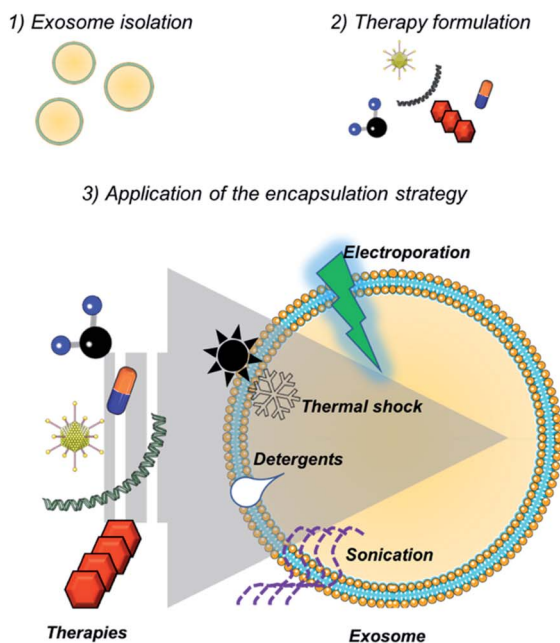 1) Exosome isolation
2) Therapy formulation
3) Application of the encapsulation strategy
Electroporation
Thermal shock
Detergents
Sonication
Therapies
Exosome